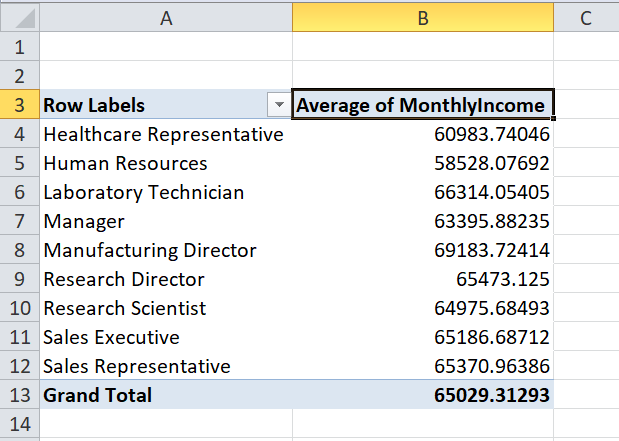 A B C
1
2
3 Row Labels Average of MonthlyIncome
4 Healthcare Representative 60983.74046
5 Human Resources 58528.07692
6 Laboratory Technician 66314.05405
7 Manager 63395.88235
8 Manufacturing Director 69183.72414
9 Research Director 65473.125
10 Research Scientist 64975.68493
11 Sales Executive 65186.68712
12 Sales Representative 65370.96386
13 Grand Total 65029.31293
14